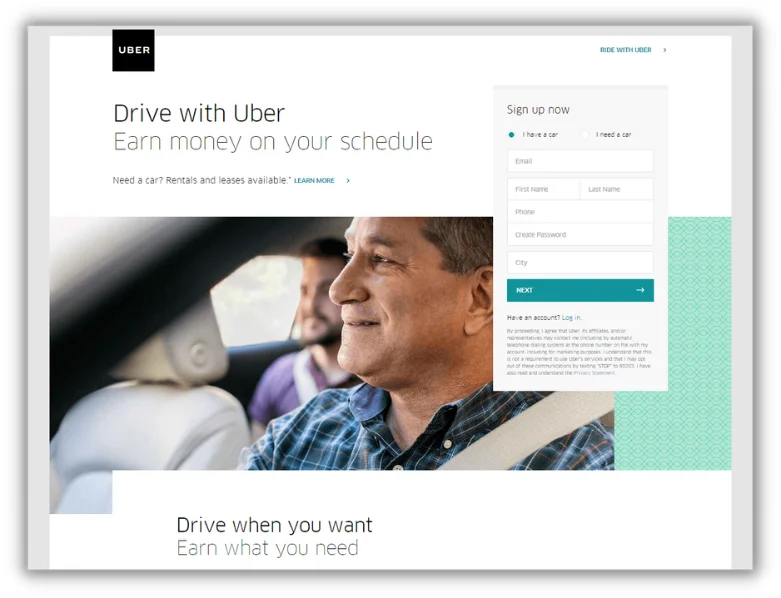 UBER
RIDE WITH UBER
Drive with Uber
Earn money on your schedule
Need a car? Rentals and leases available.* LEARN MORE
Sign up now
I have a car I need a car
Email
First Name Last Name
Phone
Create Password
City
NEXT
Have an account? Log in.
By proceeding, I agree that Uber, its affiliates, and/or
representatives may contact me (including by automatic
telephone dialing system) at the phone number on file with my
account, including for marketing purposes. I understand that this
is not a requirement to use Uber's services and that I may opt
out of these communications by texting "STOP" to 89203. I have
also read and understand the Privacy Statement.
Drive when you want
Earn what you need